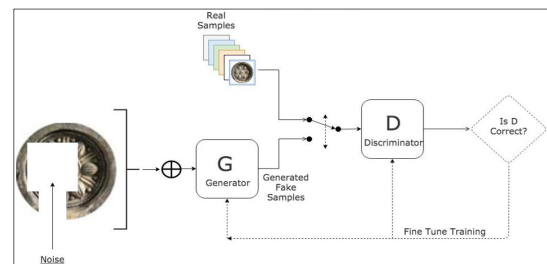 Real
Samples
G
Generator
Generated
Fake
Samples
D
Discriminator
Is D
Correct?
Fine Tune Training
Noise